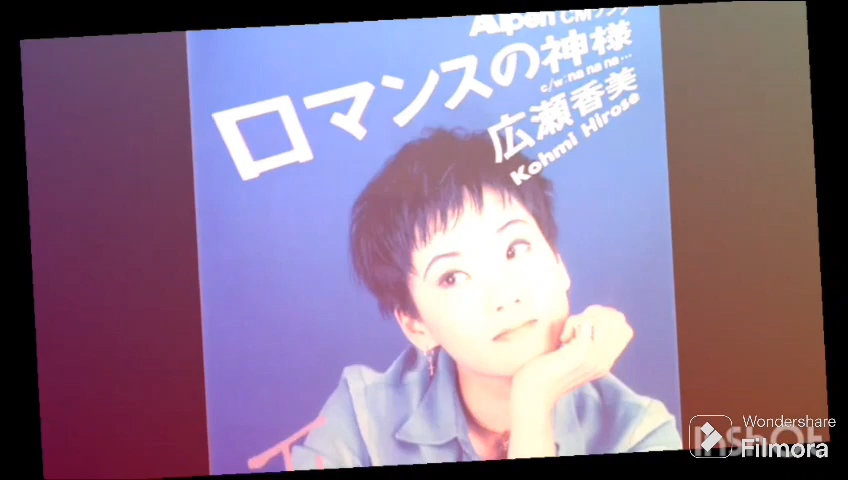 Alpen CMソング
ロマンスの神様
c/w na na na…
広瀬香美
Kohmi Hirose
Wondershare
Filmora
InShOt